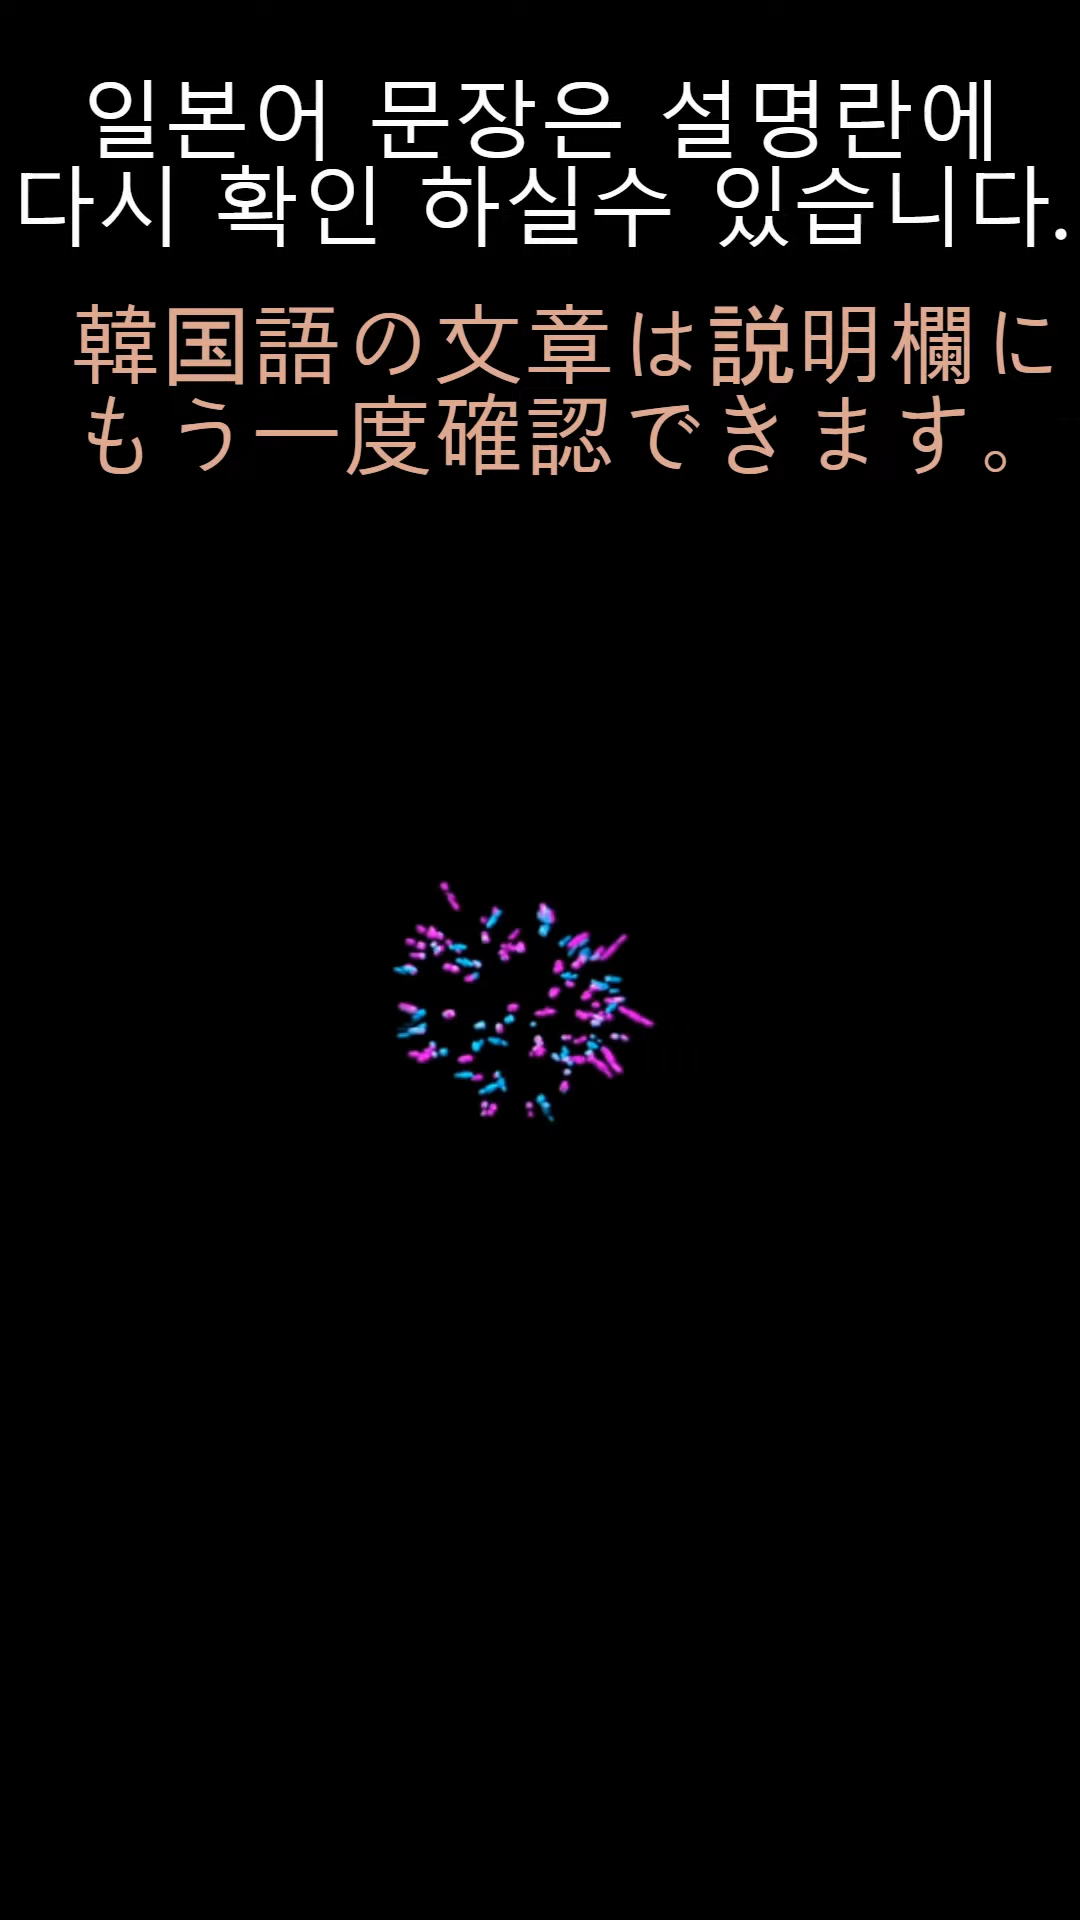 일본어 문장은 설명란에
다시 확인 하실수 있습니다.
韓国語の文章は説明欄に
もう一度確認できます。